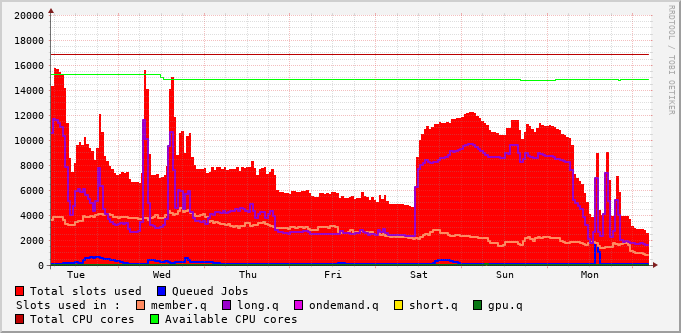 RRDTOOL / TOBI OETIKER
20000
18000
16000
14000
12000
10000
8000
6000
4000
2000
0
Tue Wed Thu Fri Sat Sun Mon
Total slots used Queued Jobs
Slots used in : member.q long.q ondemand.q short.q gpu.q
Total CPU cores Available CPU cores